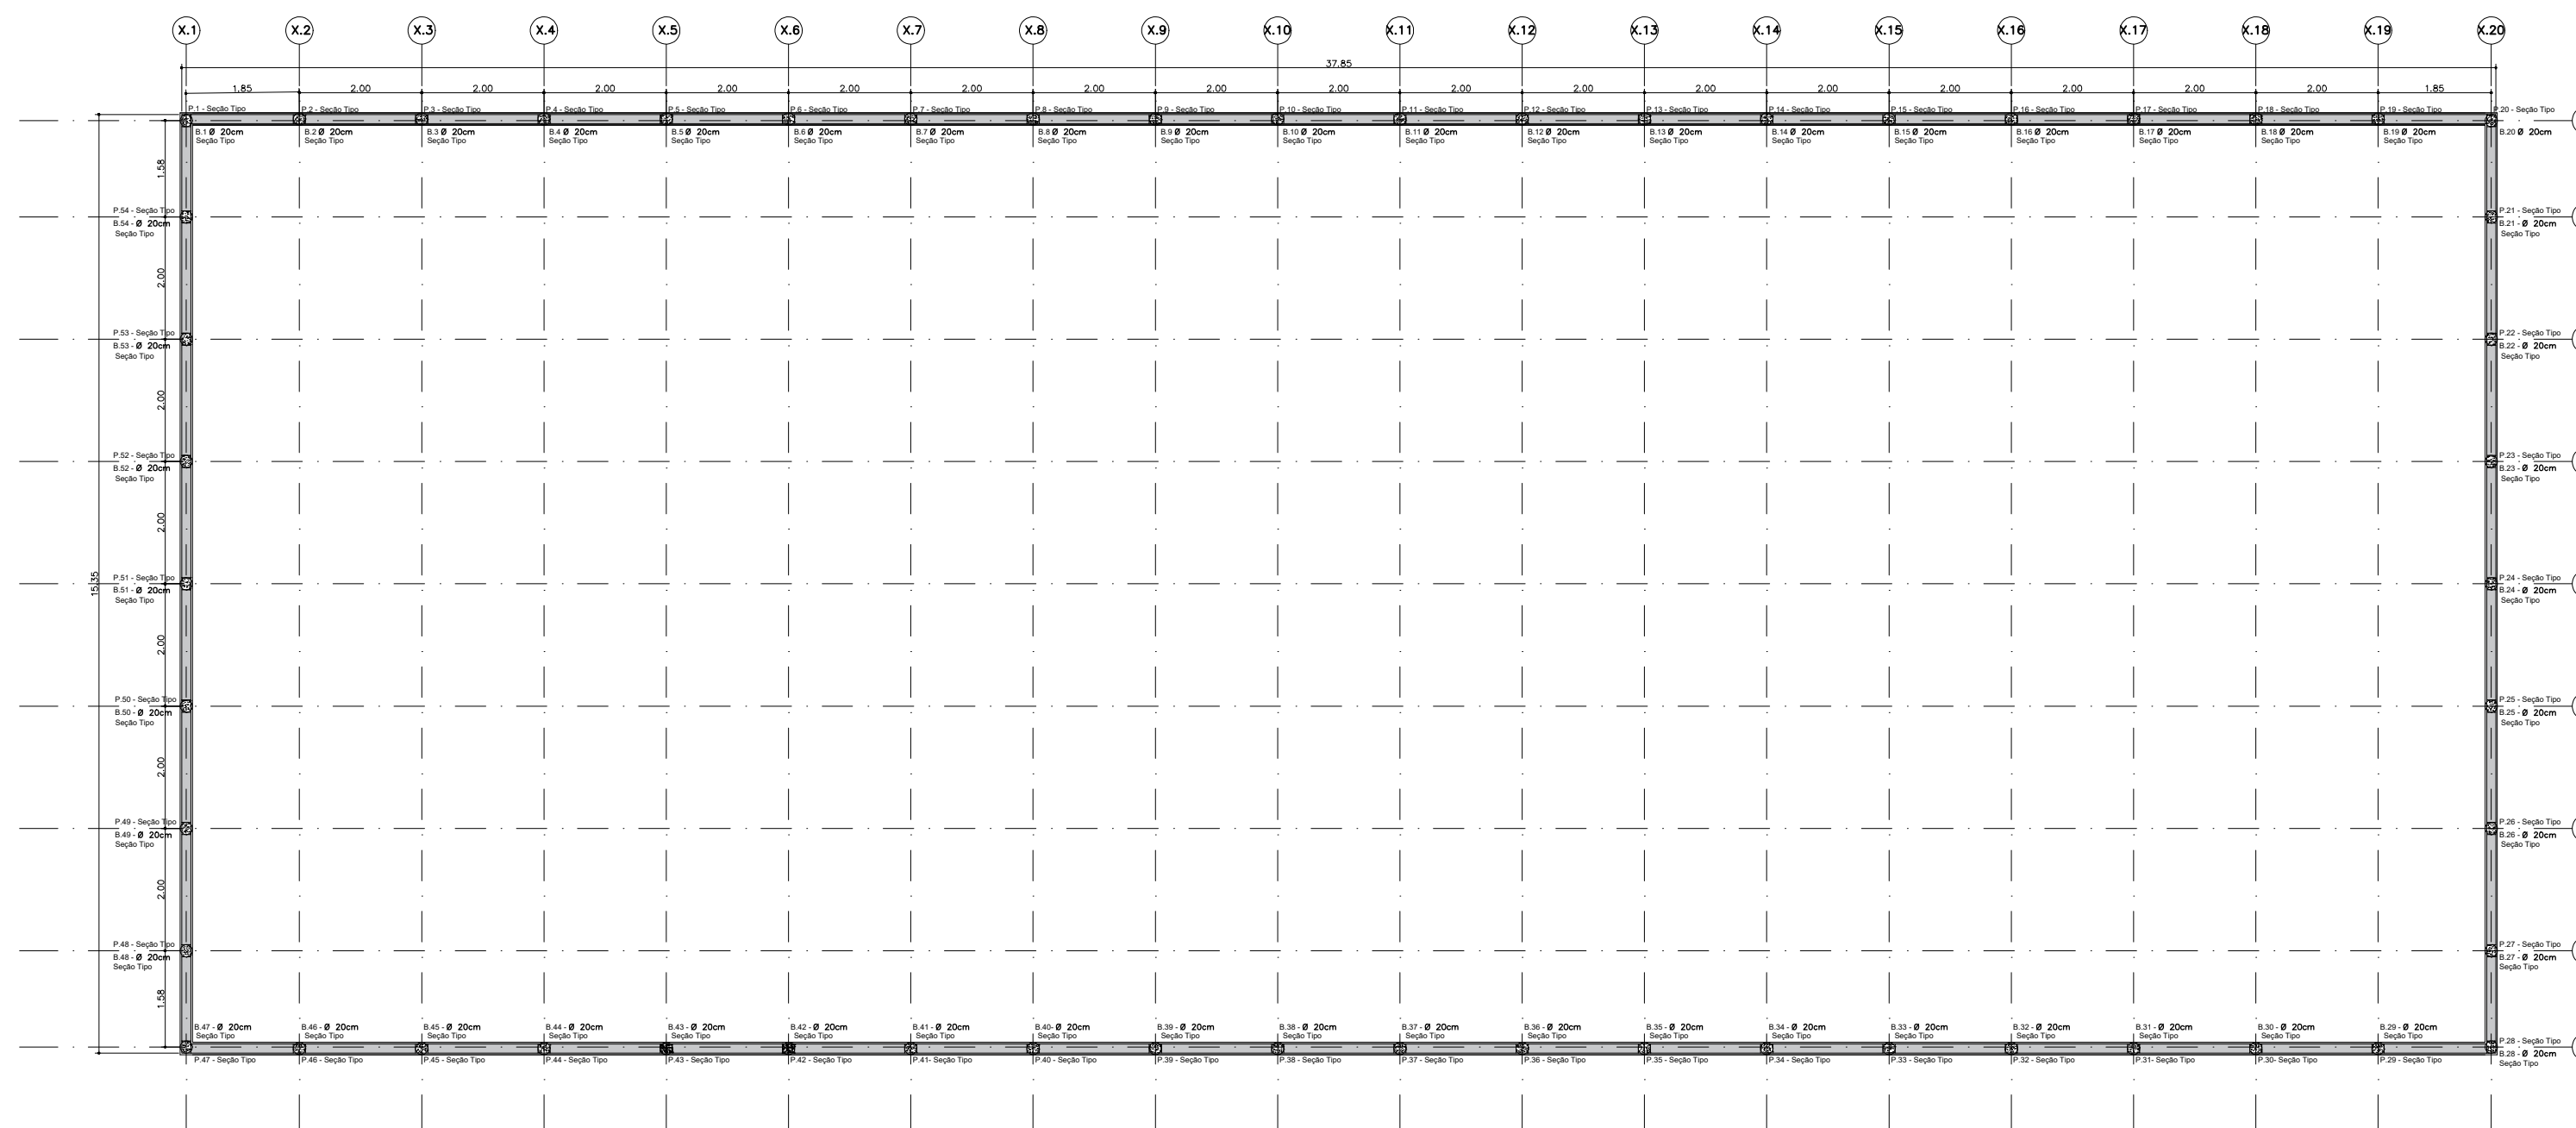 X.1 X.2 X.3 X.4 X.5 X.6 X.7 X.8 X.9 X.10 X.11 X.12 X.13 X.14 X.15 X.16 X.17 X.18 X.19 X.20
37.85
1.85 2.00 2.00 2.00 2.00 2.00 2.00 2.00 2.00 2.00 2.00 2.00 2.00 2.00 2.00 2.00 2.00 2.00 1.85
P.1 - Seção Tipo P.2 - Seção Tipo P.3 - Seção Tipo P.4 - Seção Tipo P.5 - Seção Tipo P.6 - Seção Tipo P.7 - Seção Tipo P.8 - Seção Tipo P.9 - Seção Tipo P.10 - Seção Tipo P.11 - Seção Tipo P.12 - Seção Tipo P.13 - Seção Tipo P.14 - Seção Tipo P.15 - Seção Tipo P.16 - Seção Tipo P.17 - Seção Tipo P.18 - Seção Tipo P.19 - Seção Tipo P.20 - Seção Tipo
B.1 Ø 20cm B.2 Ø 20cm B.3 Ø 20cm B.4 Ø 20cm B.5 Ø 20cm B.6 Ø 20cm B.7 Ø 20cm B.8 Ø 20cm B.9 Ø 20cm B.10 Ø 20cm B.11 Ø 20cm B.12 Ø 20cm B.13 Ø 20cm B.14 Ø 20cm B.15 Ø 20cm B.16 Ø 20cm B.17 Ø 20cm B.18 Ø 20cm B.19 Ø 20cm B.20 Ø 20cm
Seção Tipo Seção Tipo Seção Tipo Seção Tipo Seção Tipo Seção Tipo Seção Tipo Seção Tipo Seção Tipo Seção Tipo Seção Tipo Seção Tipo Seção Tipo Seção Tipo Seção Tipo Seção Tipo Seção Tipo Seção Tipo Seção Tipo
1.58
P.54 - Seção Tipo P.21 - Seção Tipo
B.54 - Ø 20cm B.21 - Ø 20cm
Seção Tipo Seção Tipo
2.00
P.53 - Seção Tipo P.22 - Seção Tipo
B.53 - Ø 20cm B.22 - Ø 20cm
Seção Tipo Seção Tipo
2.00
P.52 - Seção Tipo P.23 - Seção Tipo
B.52 - Ø 20cm B.23 - Ø 20cm
Seção Tipo Seção Tipo
2.00
15.35
P.51 - Seção Tipo P.24 - Seção Tipo
B.51 - Ø 20cm B.24 - Ø 20cm
Seção Tipo Seção Tipo
2.00
P.50 - Seção Tipo P.25 - Seção Tipo
B.50 - Ø 20cm B.25 - Ø 20cm
Seção Tipo Seção Tipo
2.00
P.49 - Seção Tipo P.26 - Seção Tipo
B.49 - Ø 20cm B.26 - Ø 20cm
Seção Tipo Seção Tipo
2.00
P.48 - Seção Tipo P.27 - Seção Tipo
B.48 - Ø 20cm B.27 - Ø 20cm
Seção Tipo Seção Tipo
1.58
B.47 - Ø 20cm B.46 - Ø 20cm B.45 - Ø 20cm B.44 - Ø 20cm B.43 - Ø 20cm B.42 - Ø 20cm B.41 - Ø 20cm B.40- Ø 20cm B.39 - Ø 20cm B.38 - Ø 20cm B.37 - Ø 20cm B.36 - Ø 20cm B.35 - Ø 20cm B.34 - Ø 20cm B.33 - Ø 20cm B.32 - Ø 20cm B.31 - Ø 20cm B.30 - Ø 20cm B.29 - Ø 20cm
Seção Tipo Seção Tipo Seção Tipo Seção Tipo Seção Tipo Seção Tipo Seção Tipo Seção Tipo Seção Tipo Seção Tipo Seção Tipo Seção Tipo Seção Tipo Seção Tipo Seção Tipo Seção Tipo Seção Tipo Seção Tipo Seção Tipo
P.28 - Seção Tipo
B.28 - Ø 20cm
Seção Tipo
P.47 - Seção Tipo P.46 - Seção Tipo P.45 - Seção Tipo P.44 - Seção Tipo P.43 - Seção Tipo P.42 - Seção Tipo P.41- Seção Tipo P.40 - Seção Tipo P.39 - Seção Tipo P.38 - Seção Tipo P.37 - Seção Tipo P.36 - Seção Tipo P.35 - Seção Tipo P.34 - Seção Tipo P.33 - Seção Tipo P.32 - Seção Tipo P.31- Seção Tipo P.30- Seção Tipo P.29 - Seção Tipo